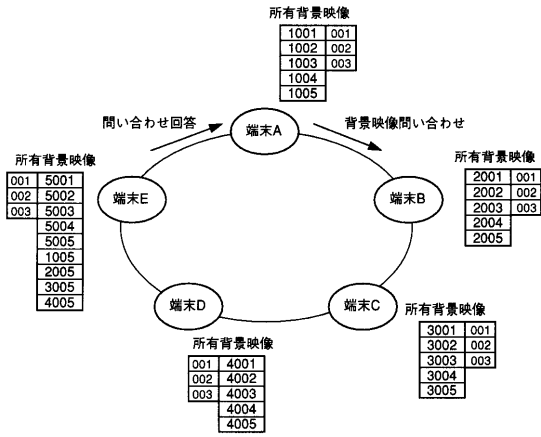 所有背景映像
1001 001
1002 002
1003 003
1004
1005
問い合わせ回答
端末A
背景映像問い合わせ
所有背景映像
001 5001
002 5002
003 5003
5004
5005
1005
2005
3005
4005
端末E
端末B
所有背景映像
2001 001
2002 002
2003 003
2004
2005
端末D
端末C
所有背景映像
3001 001
3002 002
3003 003
3004
3005
所有背景映像
001 4001
002 4002
003 4003
4004
4005